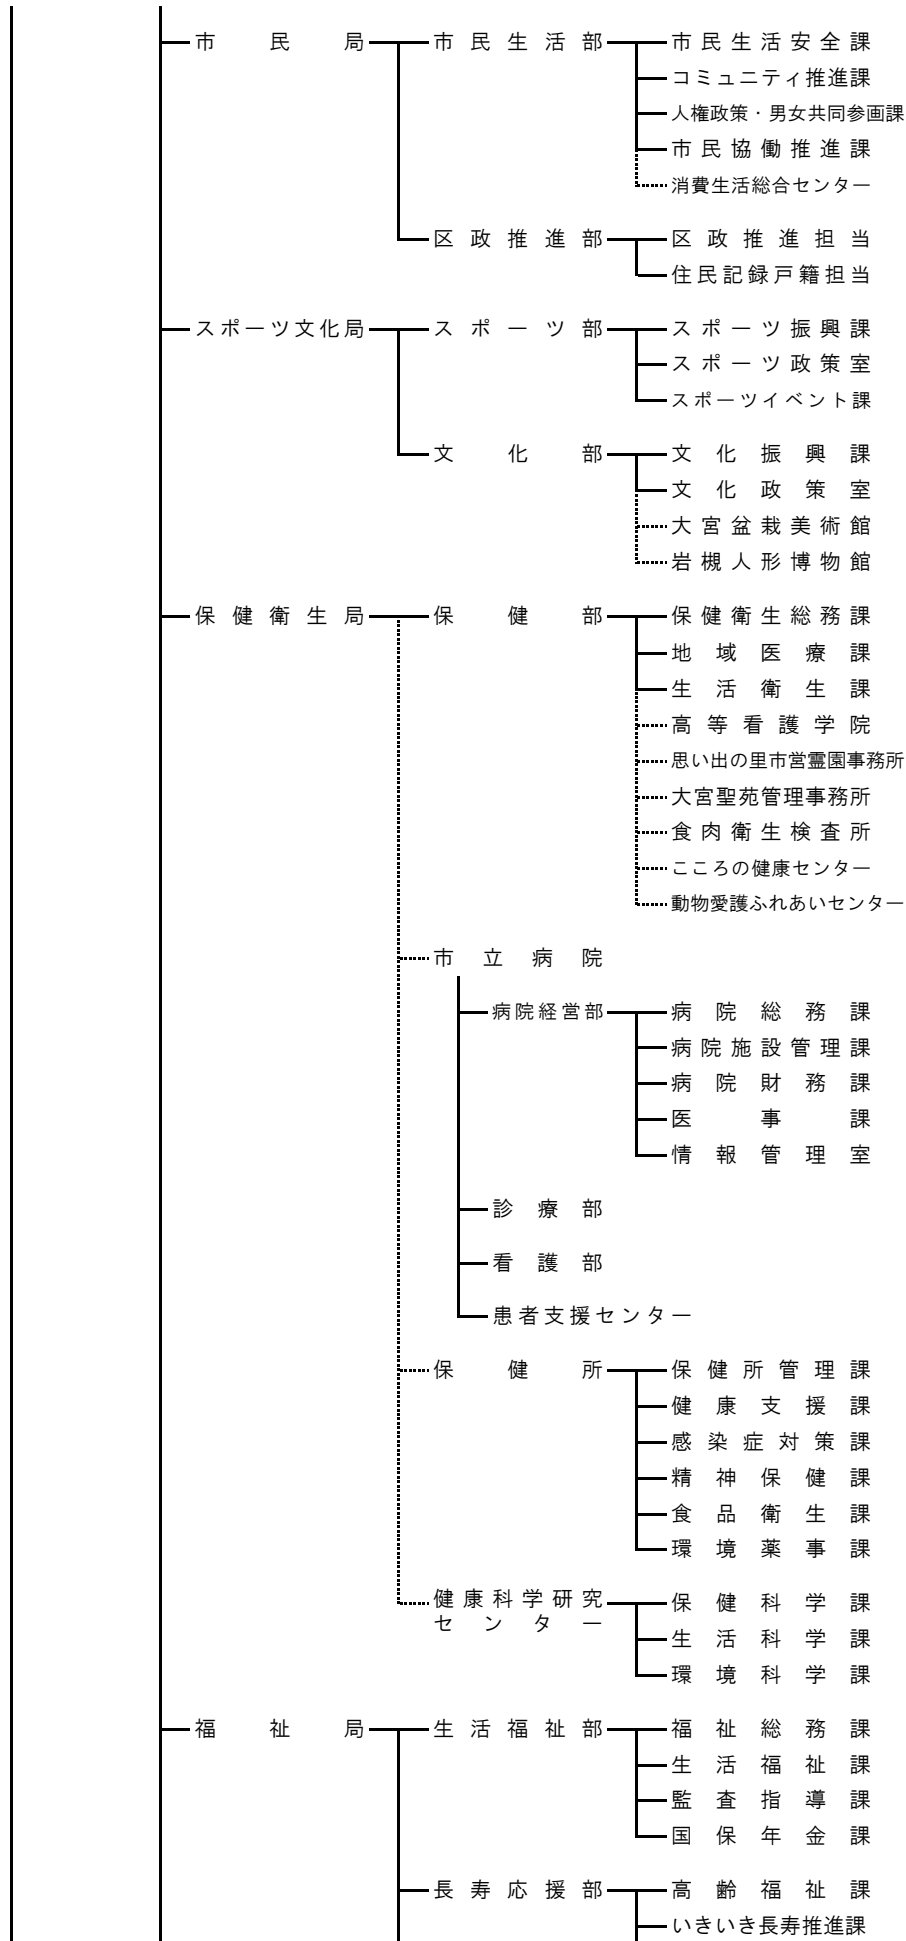 市民局 市民生活部 市民生活安全課
コミュニティ推進課
人権政策・男女共同参画課
市民協働推進課
消費生活総合センター
区政推進部 区政推進担当
住民記録戸籍担当
スポーツ文化局 スポーツ部 スポーツ振興課
スポーツ政策室
スポーツイベント課
文化部 文化振興課
文化政策室
大宮盆栽美術館
岩槻人形博物館
保健衛生局 保健部 保健衛生総務課
地域医療課
生活衛生課
高等看護学院
思い出の里市営霊園事務所
大宮聖苑管理事務所
食肉衛生検査所
こころの健康センター
動物愛護ふれあいセンター
市立病院
病院経営部 病院総務課
病院施設管理課
病院財務課
医事課
情報管理室
診療部
看護部
患者支援センター
保健所 保健所管理課
健康支援課
感染症対策課
精神保健課
食品衛生課
環境薬事課
健康科学研究 保健科学課
センター
生活科学課
環境科学課
福祉局 生活福祉部 福祉総務課
生活福祉課
監査指導課
国保年金課
長寿応援部 高齢福祉課
いきいき長寿推進課